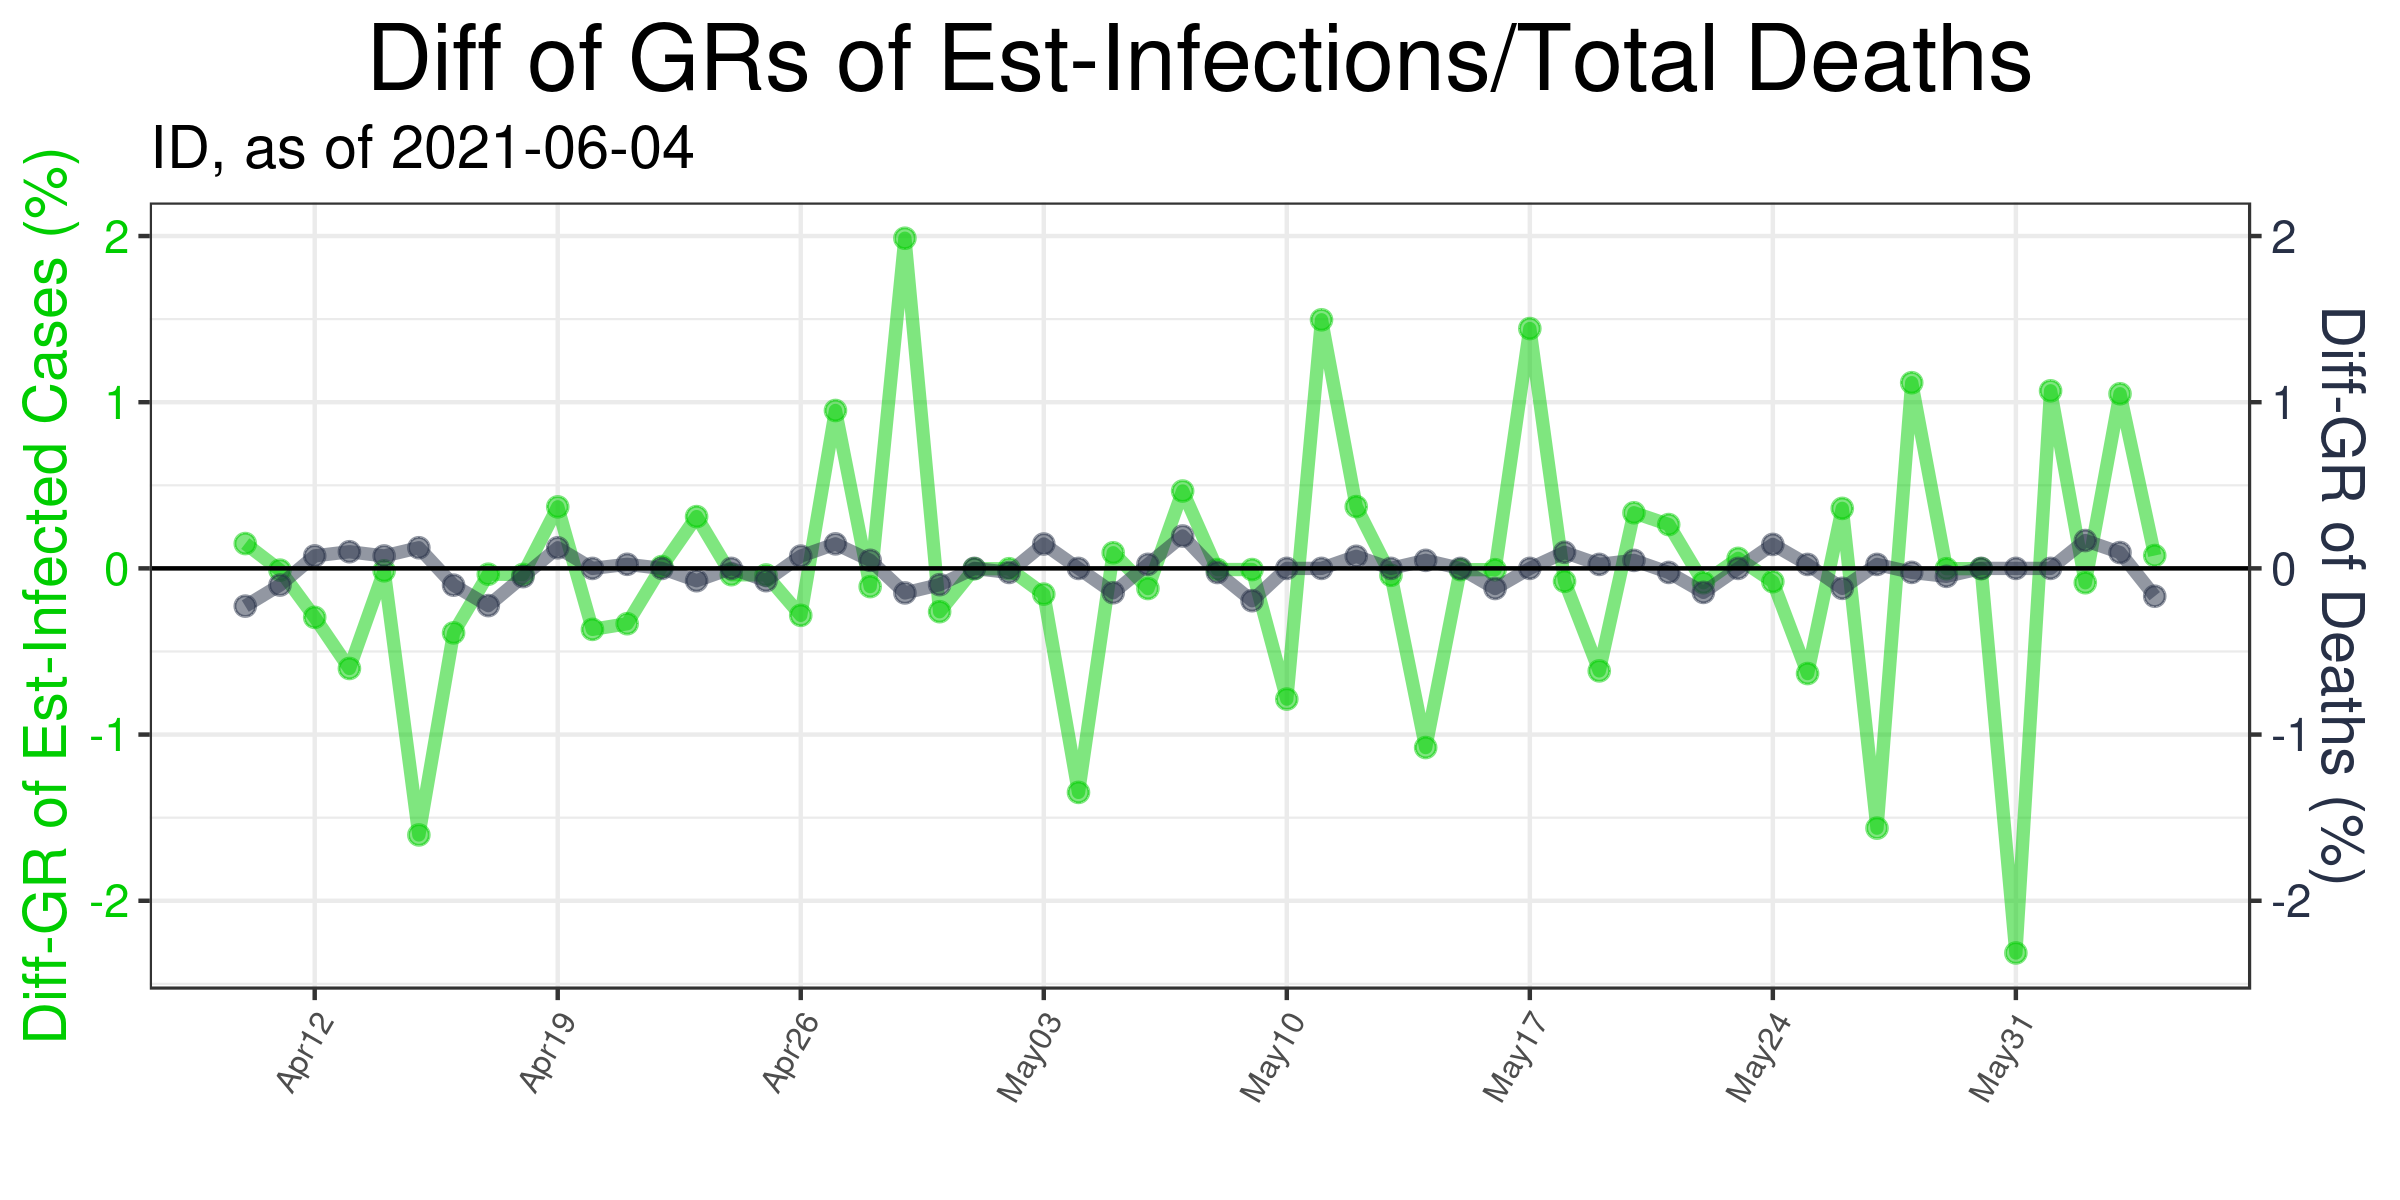 Diff of GRs of Est-Infections/Total Deaths
ID, as of 2021-06-04
Diff-GR of Est-Infected Cases (%)
2
1
0
-1
-2
2
1
0
-1
-2
Diff-GR of Deaths (%)
Apr12
Apr19
Apr26
May03
May10
May17
May24
May31